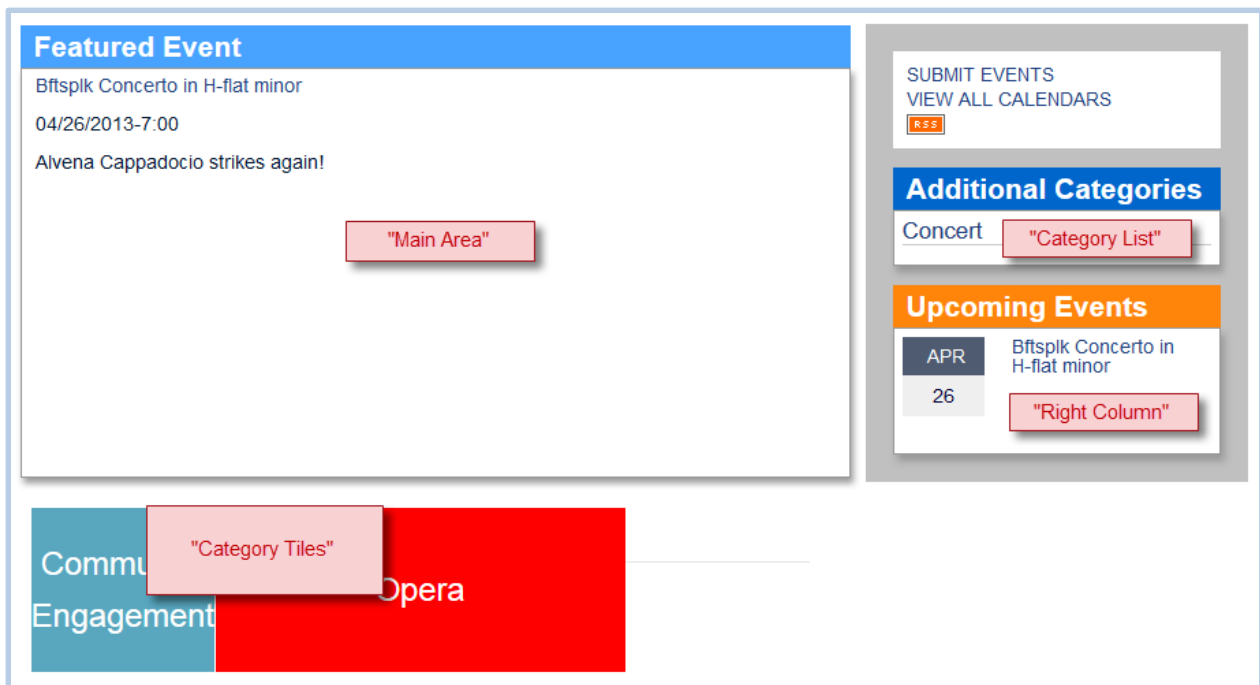 Featured Event
Bftsplk Concerto in H-flat minor
04/26/2013-7:00
Alvena Cappadocio strikes again!
"Main Area"
SUBMIT EVENTS
VIEW ALL CALENDARS
RSS
Additional Categories
Concert
"Category List"
Upcoming Events
APR
26
Bftsplk Concerto in
H-flat minor
"Right Column"
"Category Tiles"
Commu
Engagement
Opera